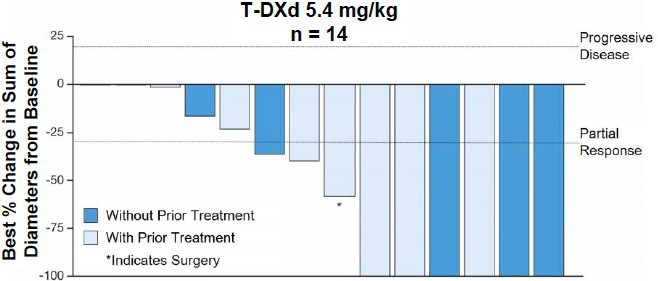 T-DXd 5.4 mg/kg
n = 14
Best % Change in Sum of
Diameters from Baseline
25
0
-25
-50
-75
-100
Progressive
Disease
Partial
Response
*
Without Prior Treatment
With Prior Treatment
*Indicates Surgery